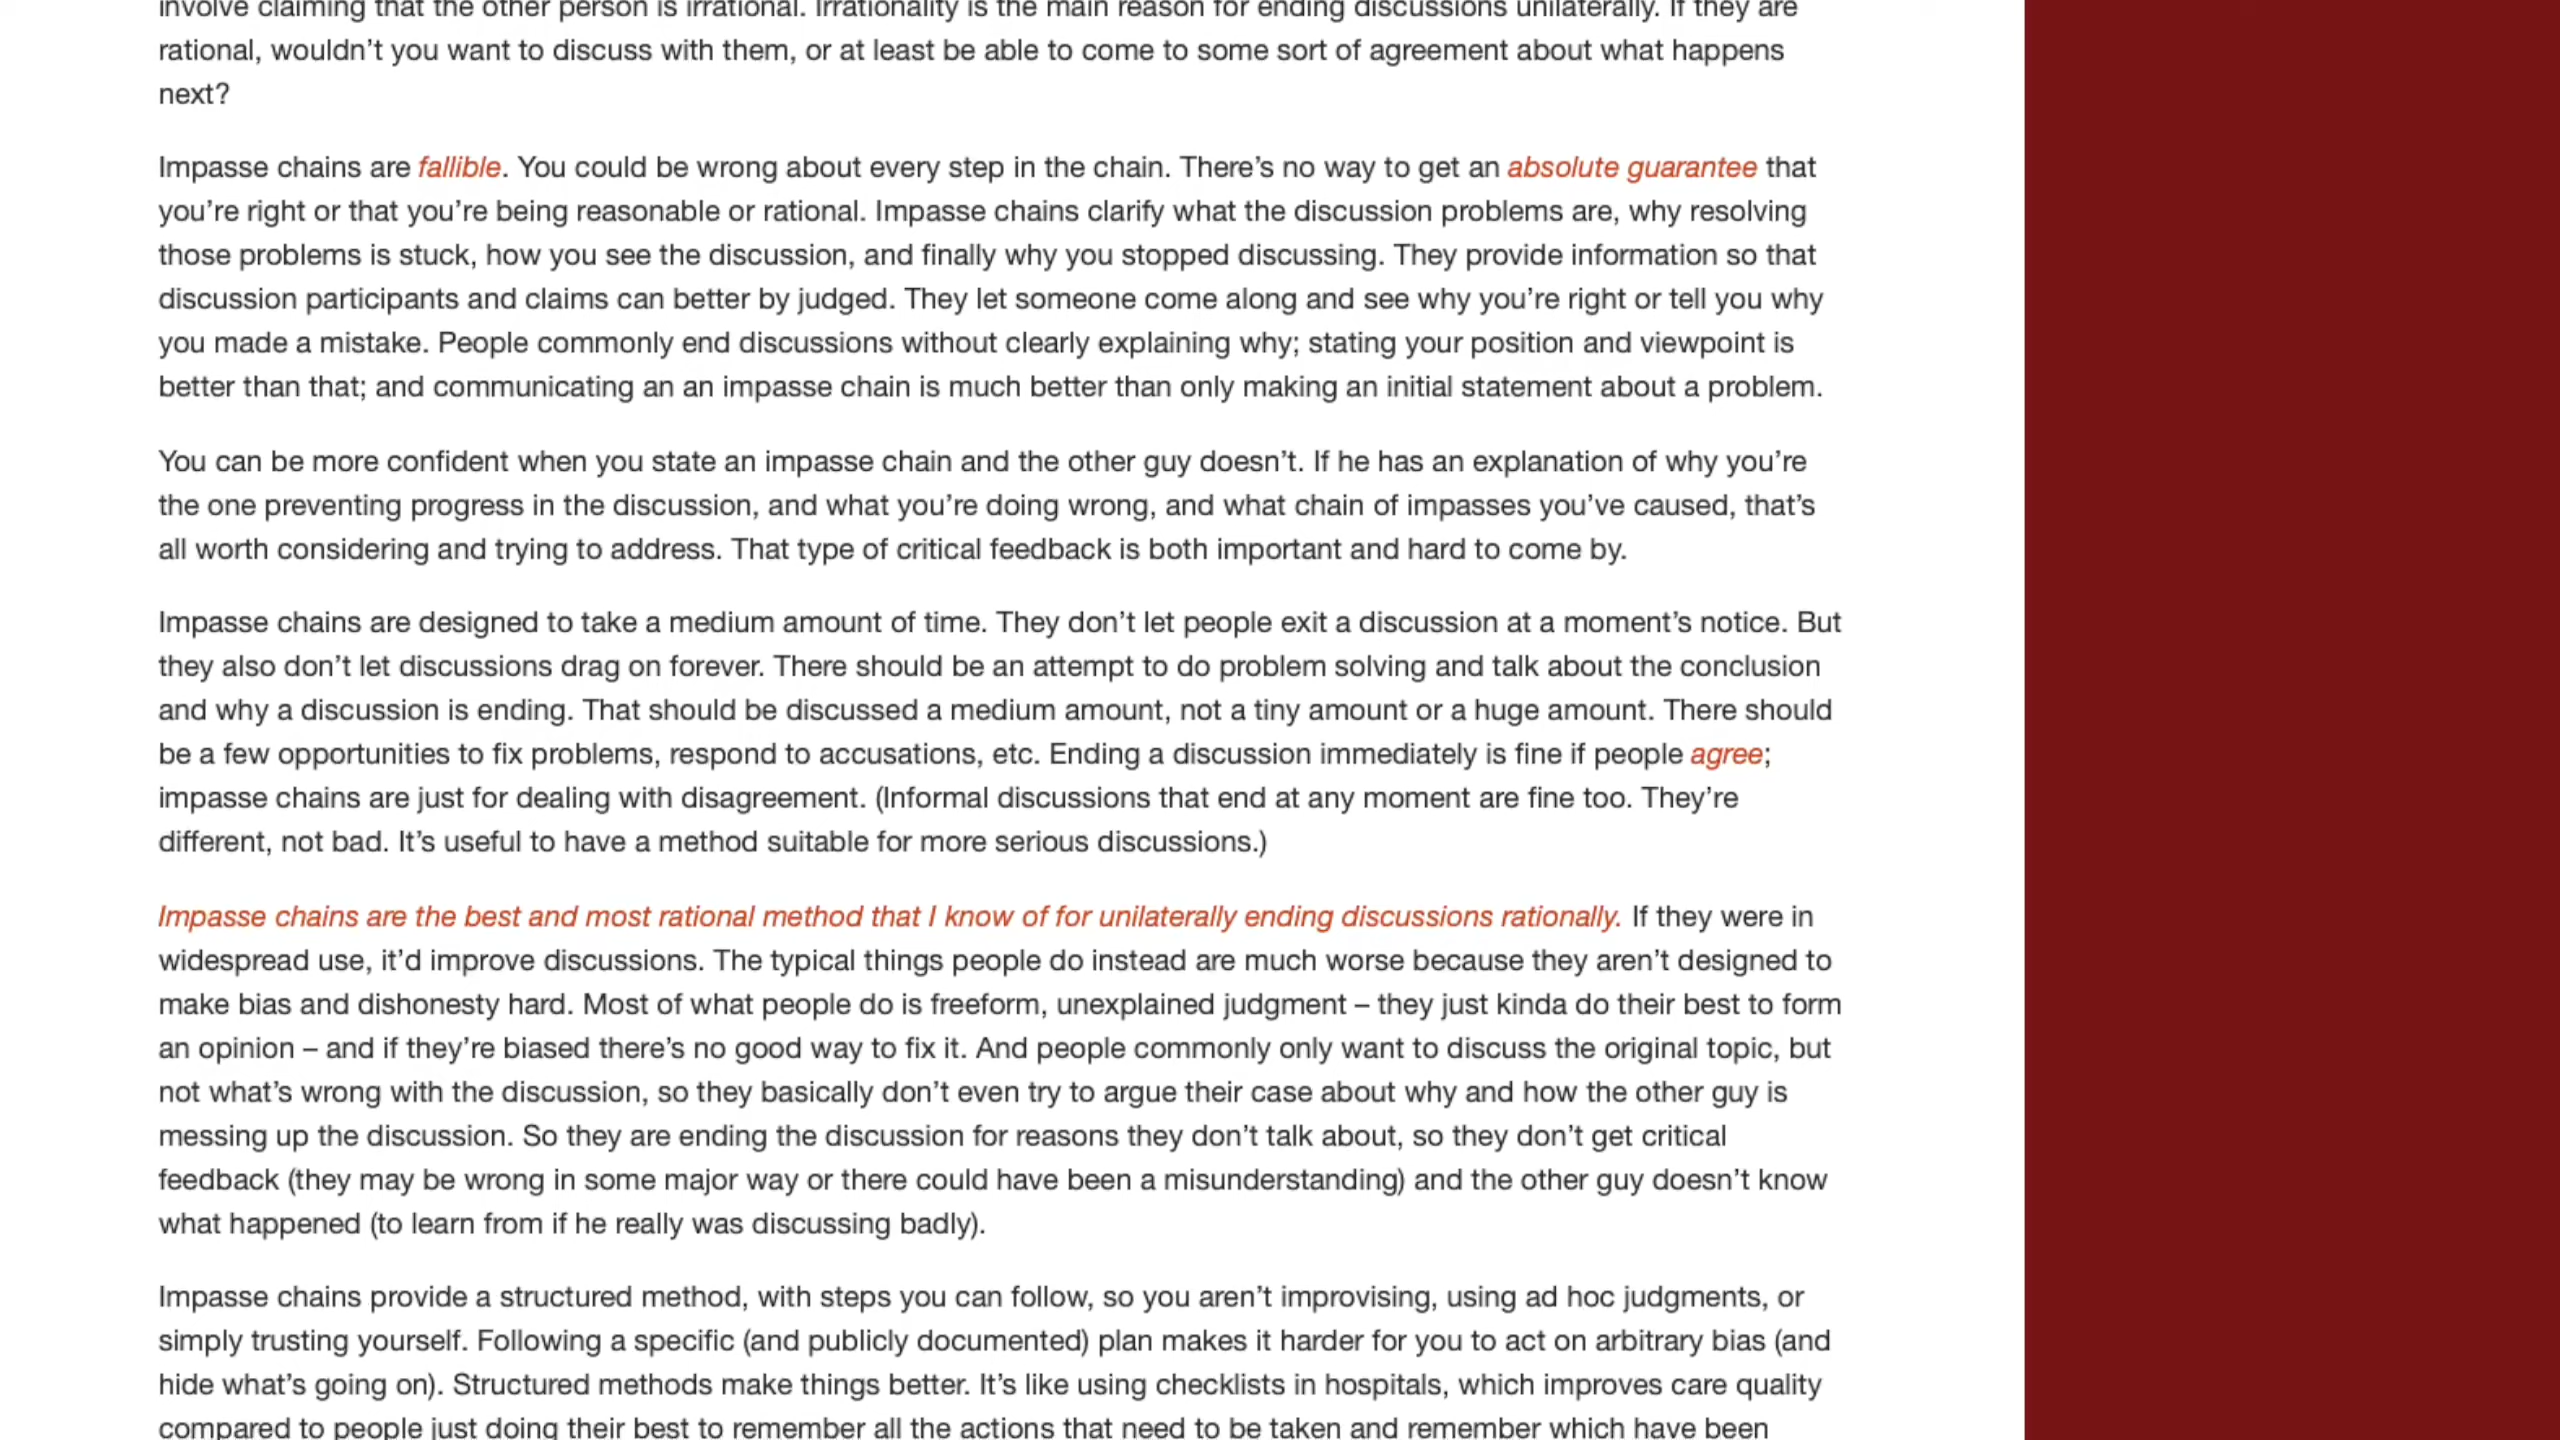 involve claiming that the other person is irrational. Irrationality is the main reason for ending discussions unilaterally. If they are
rational, wouldn’t you want to discuss with them, or at least be able to come to some sort of agreement about what happens
next?
Impasse chains are fallible. You could be wrong about every step in the chain. There’s no way to get an absolute guarantee that
you’re right or that you’re being reasonable or rational. Impasse chains clarify what the discussion problems are, why resolving
those problems is stuck, how you see the discussion, and finally why you stopped discussing. They provide information so that
discussion participants and claims can better by judged. They let someone come along and see why you’re right or tell you why
you made a mistake. People commonly end discussions without clearly explaining why; stating your position and viewpoint is
better than that; and communicating an an impasse chain is much better than only making an initial statement about a problem.
You can be more confident when you state an impasse chain and the other guy doesn’t. If he has an explanation of why you’re
the one preventing progress in the discussion, and what you’re doing wrong, and what chain of impasses you’ve caused, that’s
all worth considering and trying to address. That type of critical feedback is both important and hard to come by.
Impasse chains are designed to take a medium amount of time. They don’t let people exit a discussion at a moment’s notice. But
they also don’t let discussions drag on forever. There should be an attempt to do problem solving and talk about the conclusion
and why a discussion is ending. That should be discussed a medium amount, not a tiny amount or a huge amount. There should
be a few opportunities to fix problems, respond to accusations, etc. Ending a discussion immediately is fine if people agree;
impasse chains are just for dealing with disagreement. (Informal discussions that end at any moment are fine too. They’re
different, not bad. It’s useful to have a method suitable for more serious discussions.)
Impasse chains are the best and most rational method that I know of for unilaterally ending discussions rationally. If they were in
widespread use, it’d improve discussions. The typical things people do instead are much worse because they aren’t designed to
make bias and dishonesty hard. Most of what people do is freeform, unexplained judgment – they just kinda do their best to form
an opinion – and if they’re biased there’s no good way to fix it. And people commonly only want to discuss the original topic, but
not what’s wrong with the discussion, so they basically don’t even try to argue their case about why and how the other guy is
messing up the discussion. So they are ending the discussion for reasons they don’t talk about, so they don’t get critical
feedback (they may be wrong in some major way or there could have been a misunderstanding) and the other guy doesn’t know
what happened (to learn from if he really was discussing badly).
Impasse chains provide a structured method, with steps you can follow, so you aren’t improvising, using ad hoc judgments, or
simply trusting yourself. Following a specific (and publicly documented) plan makes it harder for you to act on arbitrary bias (and
hide what’s going on). Structured methods make things better. It’s like using checklists in hospitals, which improves care quality
compared to people just doing their best to remember all the actions that need to be taken and remember which have been